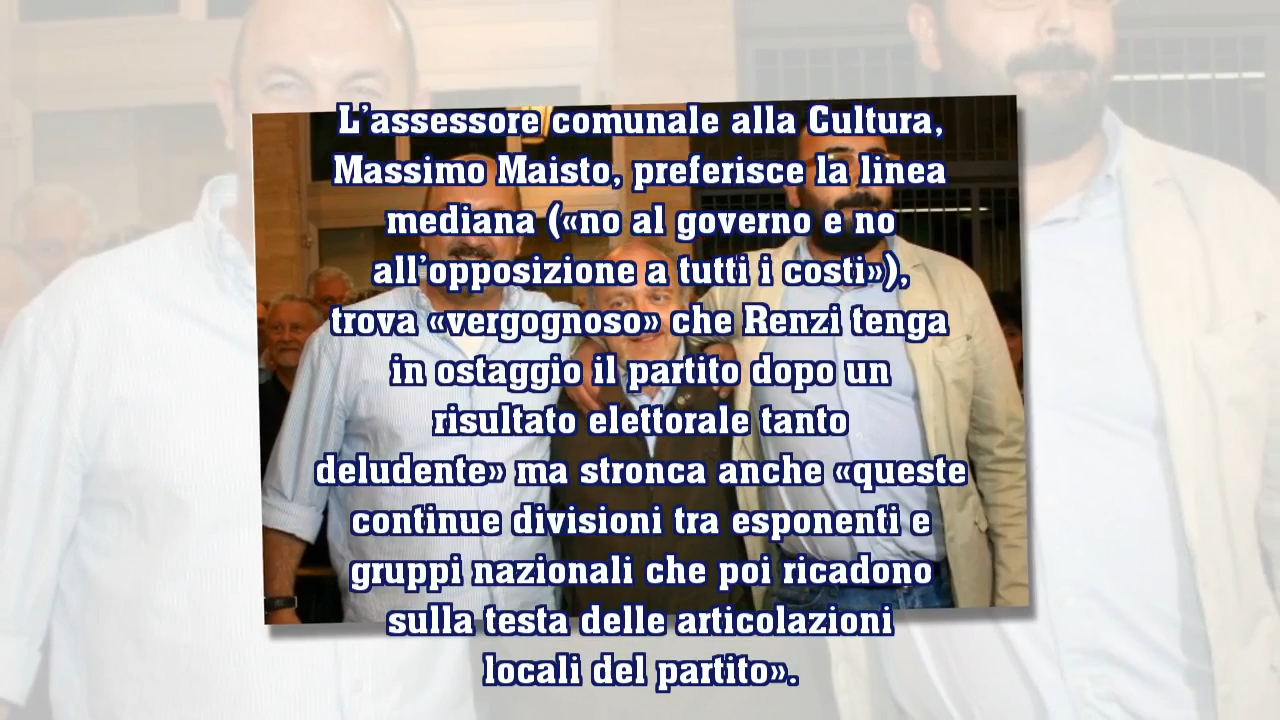 L'assessore comunale alla Cultura,
Massimo Maisto, preferisce la linea
mediana («no al governo e no
all'opposizione a tutti i costi»),
trova «vergognoso» che Renzi tenga
in ostaggio il partito dopo un
risultato elettorale tanto
deludente» ma stronca anche «queste
continue divisioni tra esponenti e
gruppi nazionali che poi ricadono
sulla testa delle articolazioni
locali del partito».